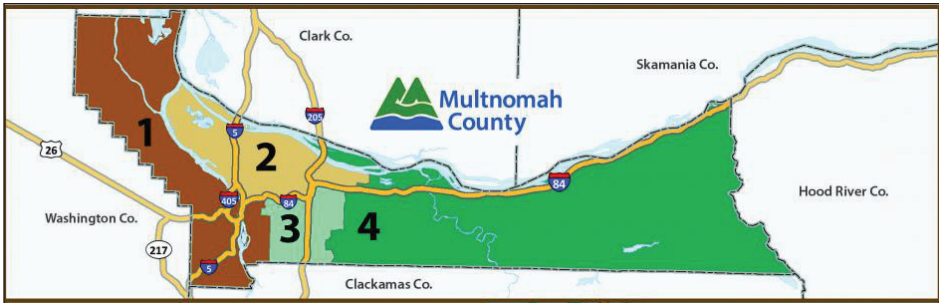 Clark Co.
Skamania Co.
Multnomah
County
205
5
1
26
2
84
Hood River Co.
405
84
Washington Co.
3
4
217
5
Clackamas Co.